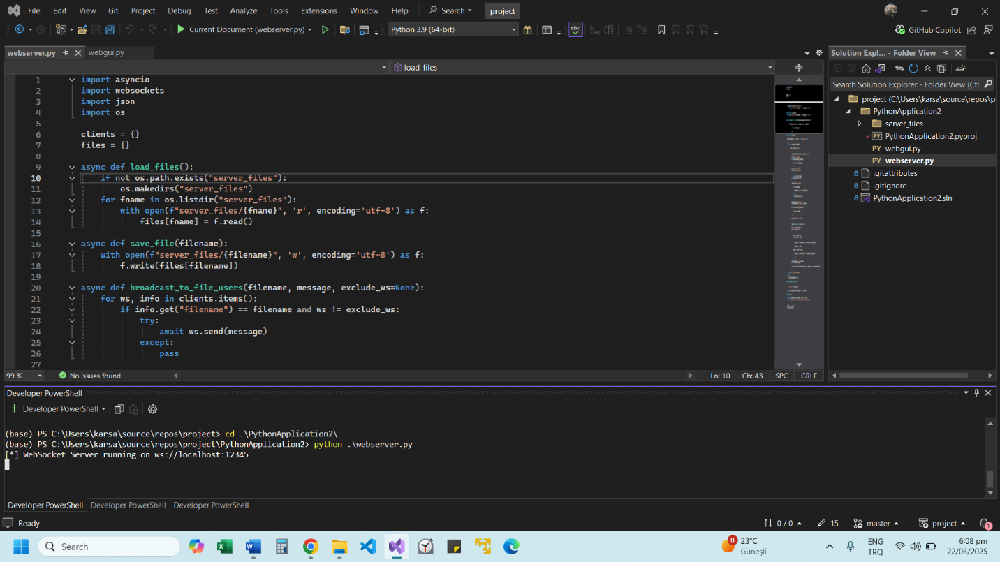 File Edit View Git Project Debug Test Analyze Tools Extensions Window Help Search project
Current Document (webserver.py) Python 3.9 (64-bit) abc GitHub Copilot
webserver.py webgui.py
load_files
1 import asyncio
2 import websockets
3 import json
4 import os
5
6 clients = {}
7 files = {}
8
9 async def load_files():
10 if not os.path.exists("server_files"):
11 os.makedirs("server_files")
12 for fname in os.listdir("server_files"):
13 with open(f"server_files/{fname}", 'r', encoding='utf-8') as f:
14 files[fname] = f.read()
15
16 async def save_file(filename):
17 with open(f"server_files/{filename}", 'w', encoding='utf-8') as f:
18 f.write(files[filename])
19
20 async def broadcast_to_file_users(filename, message, exclude_ws=None):
21 for ws, info in clients.items():
22 if info.get("filename") == filename and ws != exclude_ws:
23 try:
24 await ws.send(message)
25 except:
26 pass
27
99 % No issues found Ln: 10 Ch: 43 SPC CRLF
Solution Expl... - Folder View
Search Solution Explorer - Folder View (Ctr
project (C:\Users\karsa\source\repos\p
PythonApplication2
server_files
PY PythonApplication2.pyproj
PY webgui.py
PY webserver.py
.gitattributes
.gitignore
PythonApplication2.sln
Developer PowerShell
+ Developer PowerShell
(base) PS C:\Users\karsa\source\repos\project> cd .\PythonApplication2\
(base) PS C:\Users\karsa\source\repos\project\PythonApplication2> python .\webserver.py
[*] WebSocket Server running on ws://localhost:12345
Developer PowerShell Developer PowerShell Developer PowerShell
Ready 0 / 0 15 master project 1
Search 8 23°C Güneşli ENG TRQ 6:08 pm 22/06/2025